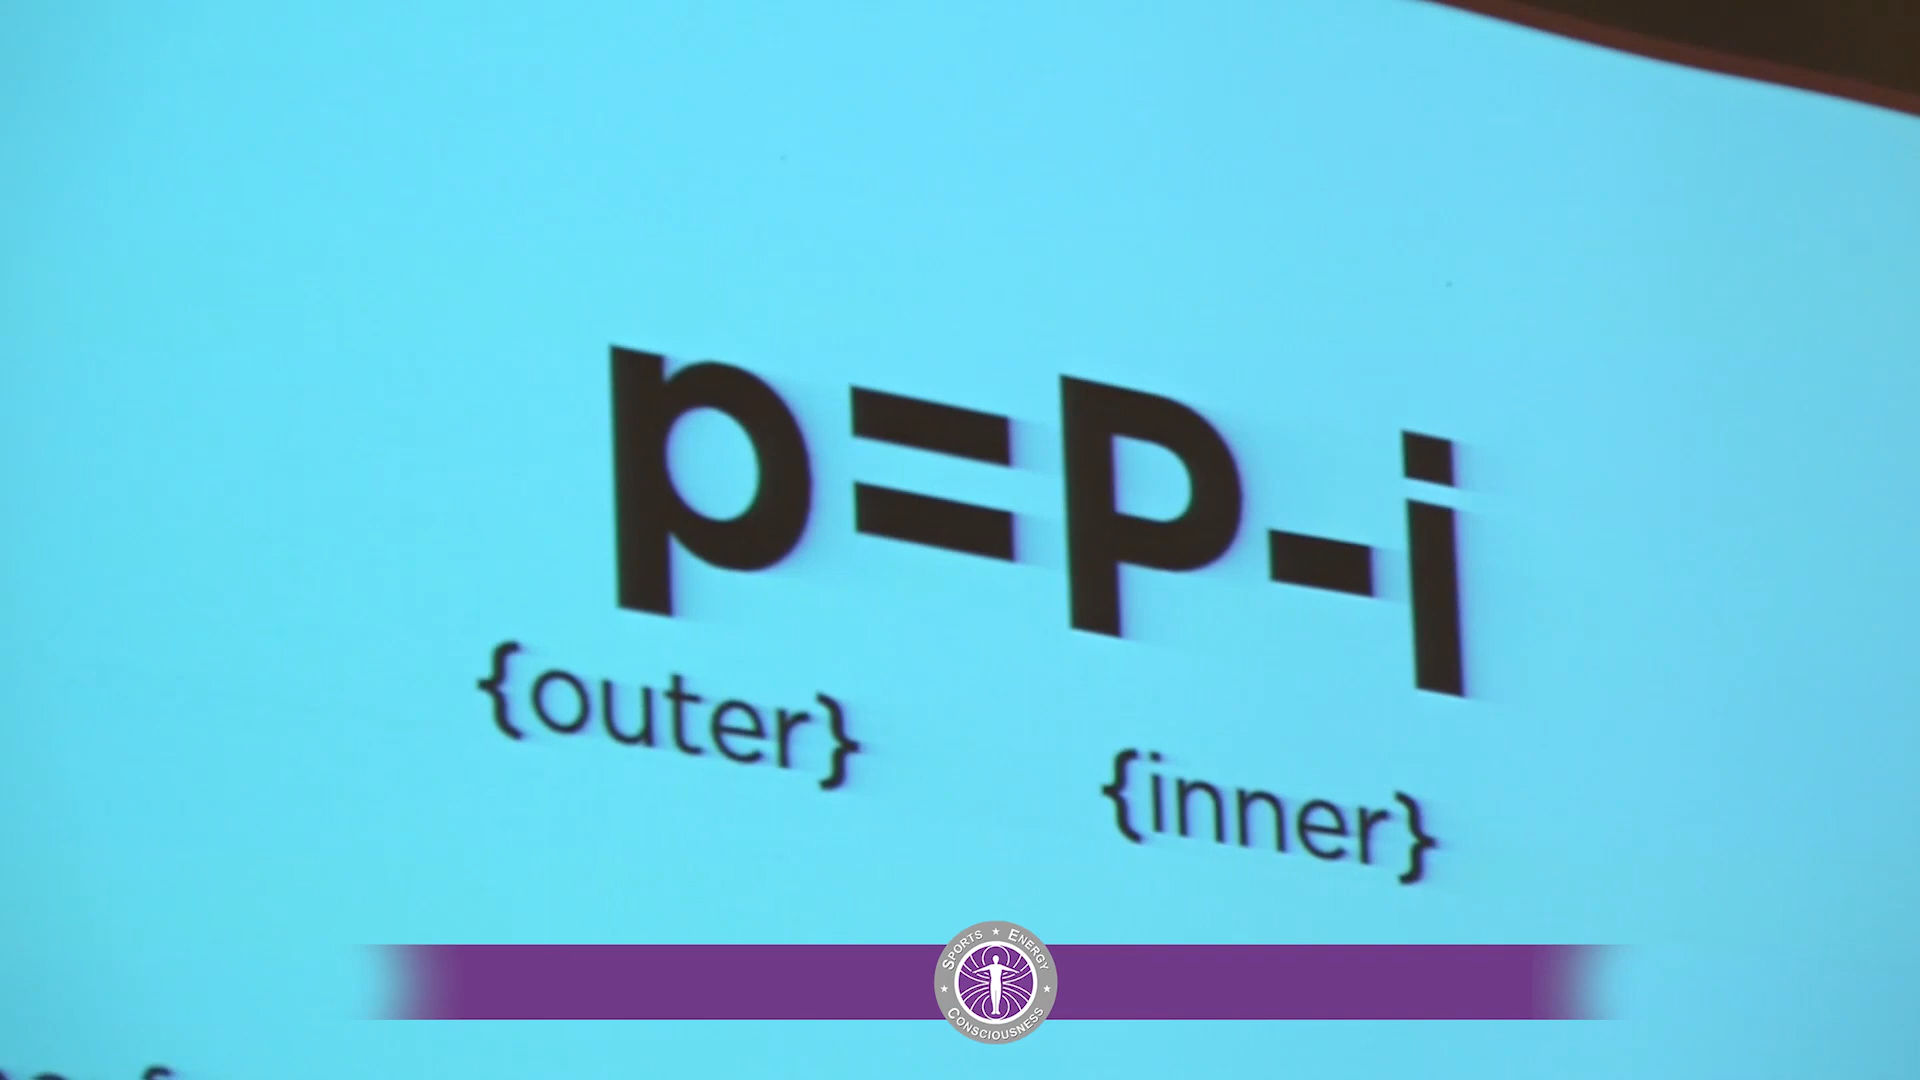 p=P-i
{outer}
{inner}
SPORTS ★ ENERGY
★ CONSCIOUSNESS ★